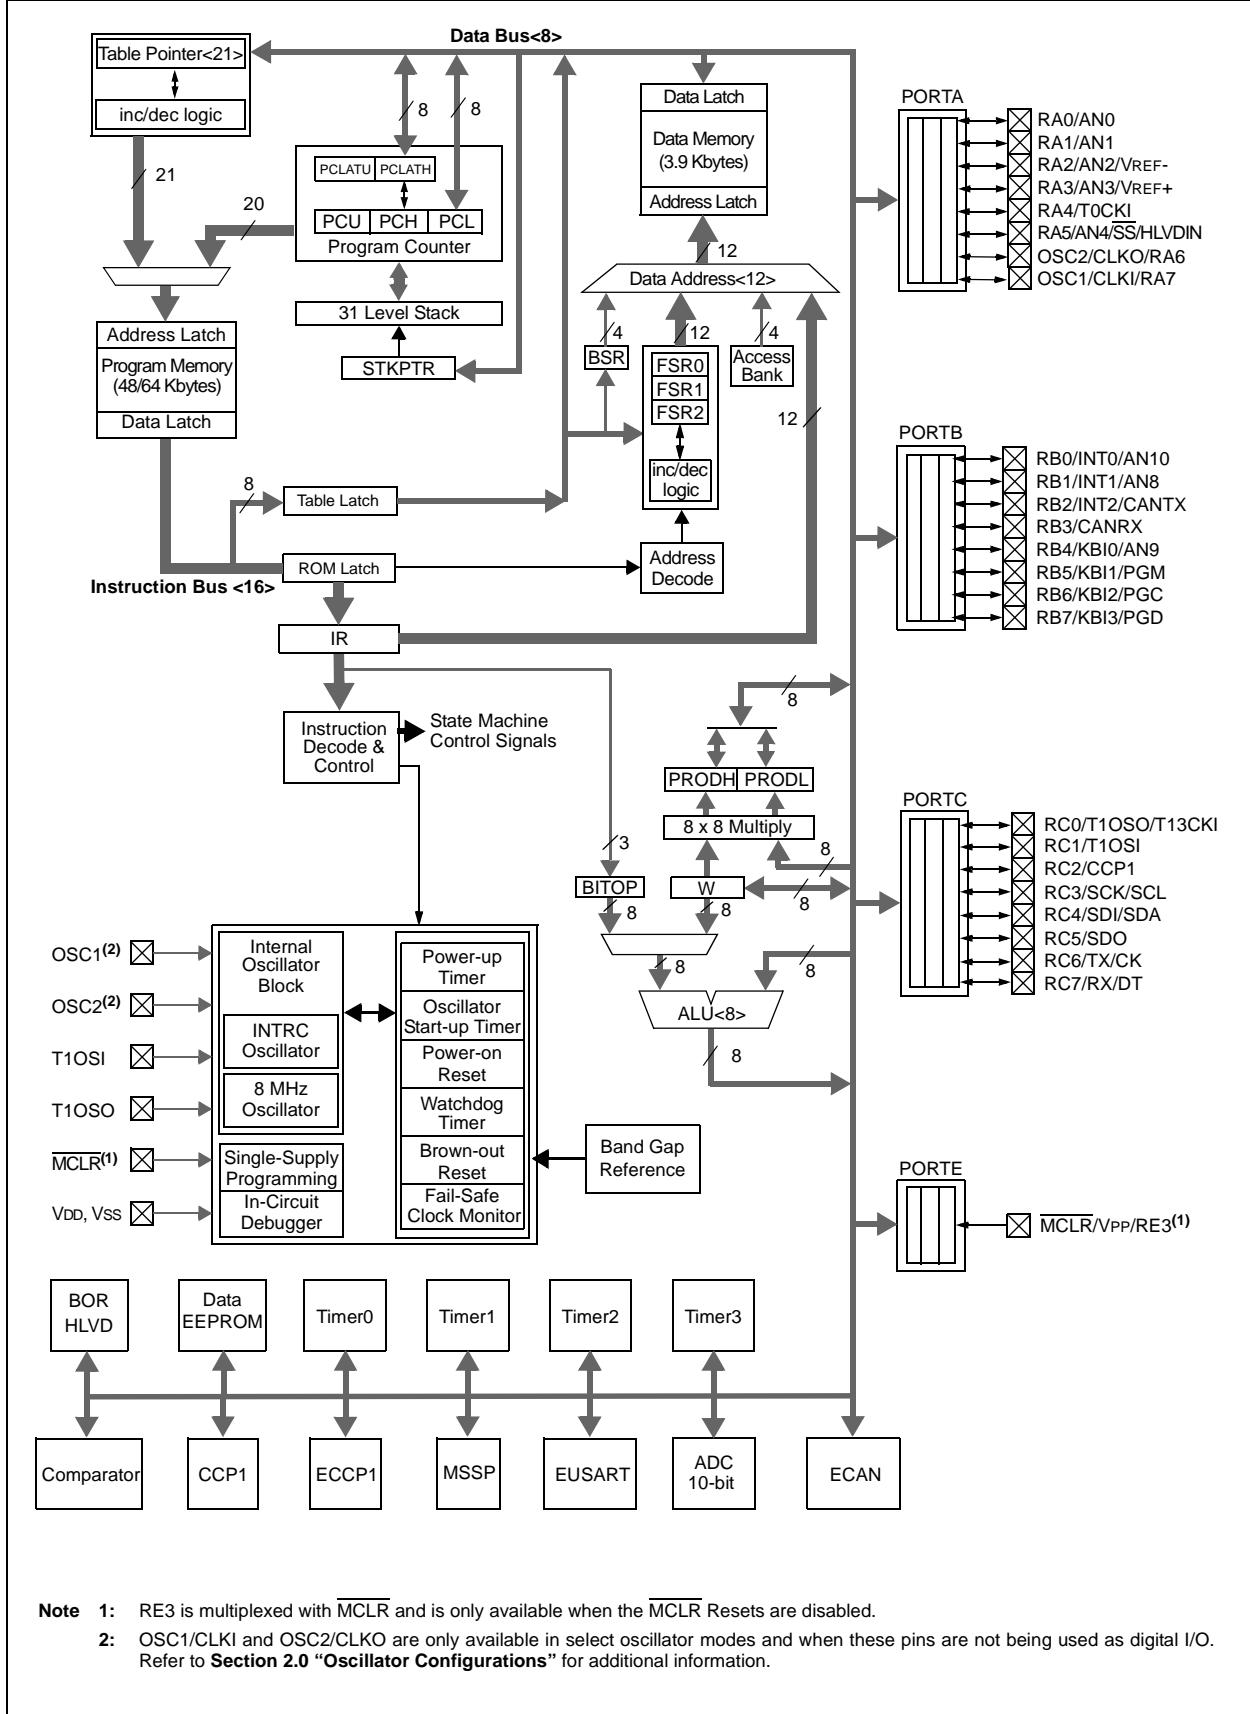 Data Bus<8>
Table Pointer<21>
inc/dec logic
21
20
8
8
PCLATU PCLATH
PCU PCH PCL
Program Counter
31 Level Stack
STKPTR
Data Latch
Data Memory
(3.9 Kbytes)
Address Latch
12
Data Address<12>
4
12
4
BSR
FSR0
FSR1
FSR2
inc/dec
logic
Access
Bank
12
Address Latch
Program Memory
(48/64 Kbytes)
Data Latch
8
Table Latch
ROM Latch
Instruction Bus <16>
Address
Decode
IR
Instruction
Decode &
Control
State Machine
Control Signals
8
PRODH PRODL
8 x 8 Multiply
3
8
BITOP
W
8
8
8
8
8
ALU<8>
8
PORTA
RA0/AN0
RA1/AN1
RA2/AN2/VREF-
RA3/AN3/VREF+
RA4/T0CKI
RA5/AN4/SS/HLVDIN
OSC2/CLKO/RA6
OSC1/CLKI/RA7
PORTB
RB0/INT0/AN10
RB1/INT1/AN8
RB2/INT2/CANTX
RB3/CANRX
RB4/KBI0/AN9
RB5/KBI1/PGM
RB6/KBI2/PGC
RB7/KBI3/PGD
PORTC
RC0/T1OSO/T13CKI
RC1/T1OSI
RC2/CCP1
RC3/SCK/SCL
RC4/SDI/SDA
RC5/SDO
RC6/TX/CK
RC7/RX/DT
PORTE
MCLR/VPP/RE3(1)
OSC1(2)
OSC2(2)
T1OSI
T1OSO
MCLR(1)
VDD, VSS
Internal
Oscillator
Block
INTRC
Oscillator
8 MHz
Oscillator
Single-Supply
Programming
In-Circuit
Debugger
Power-up
Timer
Oscillator
Start-up Timer
Power-on
Reset
Watchdog
Timer
Brown-out
Reset
Fail-Safe
Clock Monitor
Band Gap
Reference
BOR
HLVD
Data
EEPROM
Timer0
Timer1
Timer2
Timer3
Comparator
CCP1
ECCP1
MSSP
EUSART
ADC
10-bit
ECAN
Note 1: RE3 is multiplexed with MCLR and is only available when the MCLR Resets are disabled.
2: OSC1/CLKI and OSC2/CLKO are only available in select oscillator modes and when these pins are not being used as digital I/O.
Refer to Section 2.0 “Oscillator Configurations” for additional information.